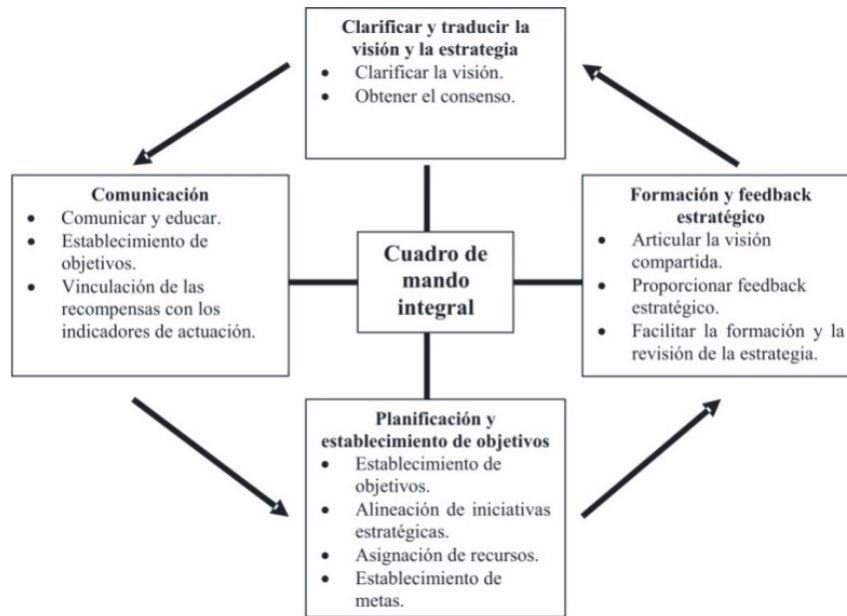 Clarificar y traducir la
visión y la estrategia
• Clarificar la visión.
• Obtener el consenso.
Comunicación
• Comunicar y educar.
• Establecimiento de
objetivos.
• Vinculación de las
recompensas con los
indicadores de actuación.
Cuadro de
mando
integral
Formación y feedback
estratégico
• Articular la visión
compartida.
• Proporcionar feedback
estratégico.
• Facilitar la formación y la
revisión de la estrategia.
Planificación y
establecimiento de objetivos
• Establecimiento de
objetivos.
• Alineación de iniciativas
estratégicas.
• Asignación de recursos.
• Establecimiento de
metas.